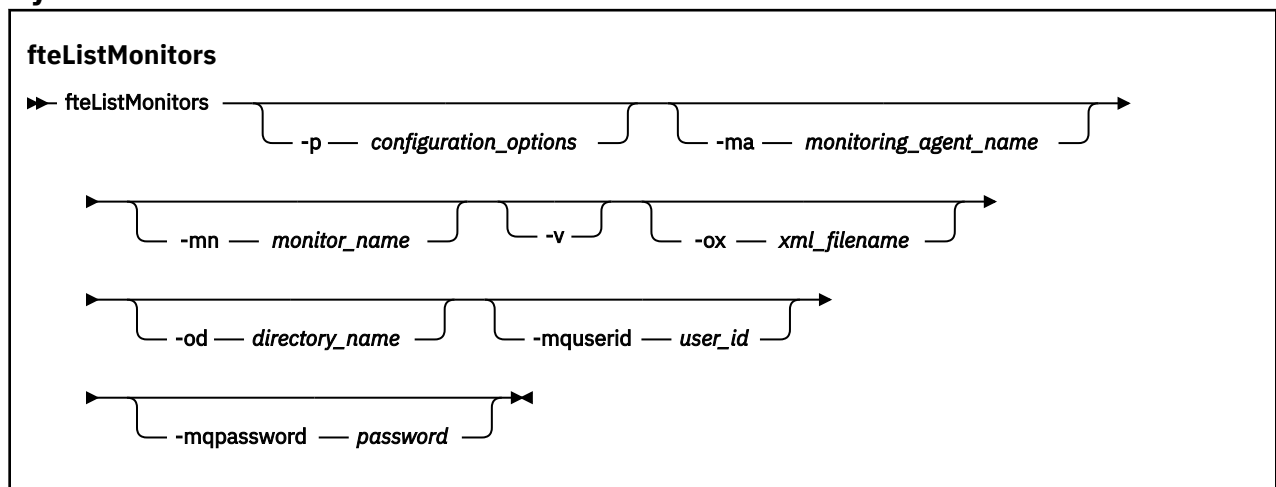 fteListMonitors
fteListMonitors
-p configuration_options -ma monitoring_agent_name
-mn monitor_name -v -ox xml_filename
-od directory_name -mquserid user_id
-mqpassword password